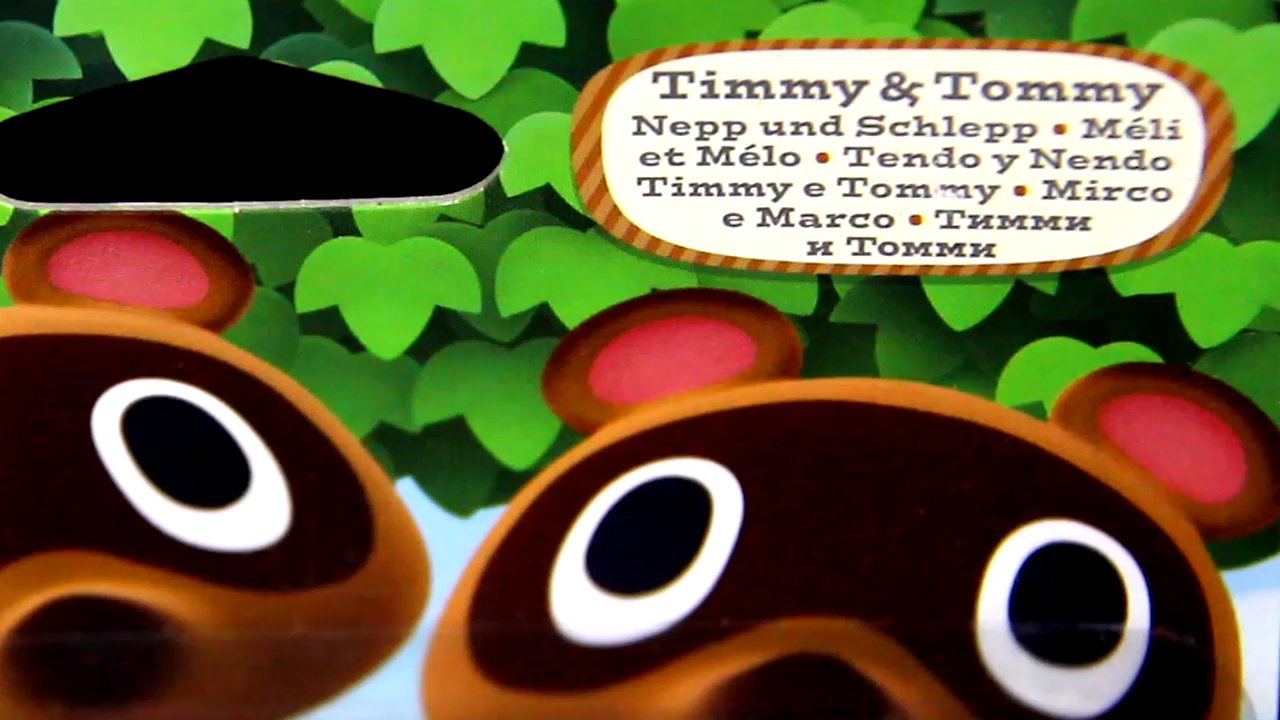 Timmy & Tommy
Nepp und Schlepp • Méli
et Mélo • Tendo y Nendo
Timmy e Tommy • Mirco
e Marco • Тимми
и Томми